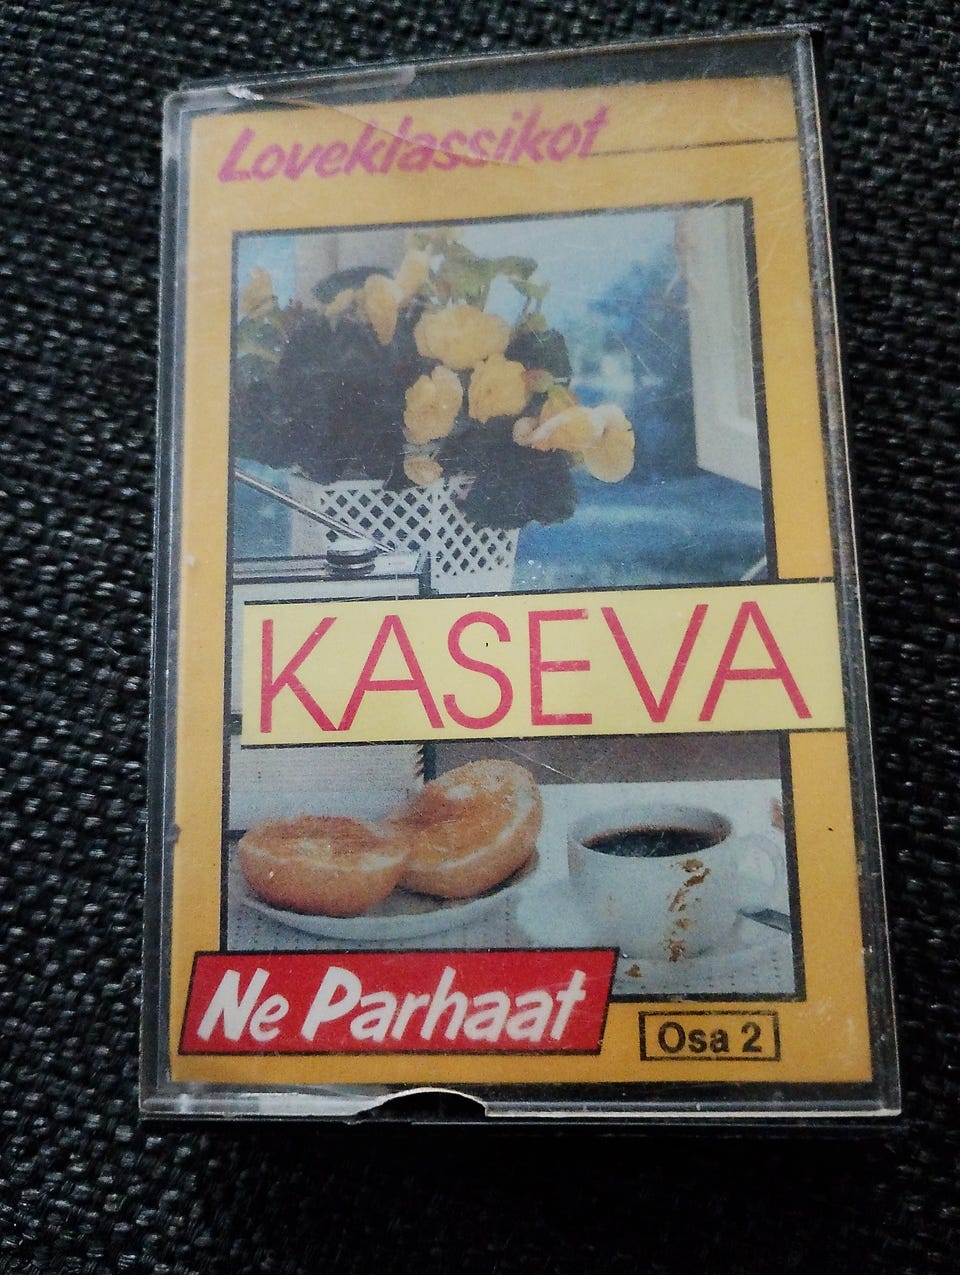 Loveklassikot
KASEVA
Ne Parhaat
Osa 2